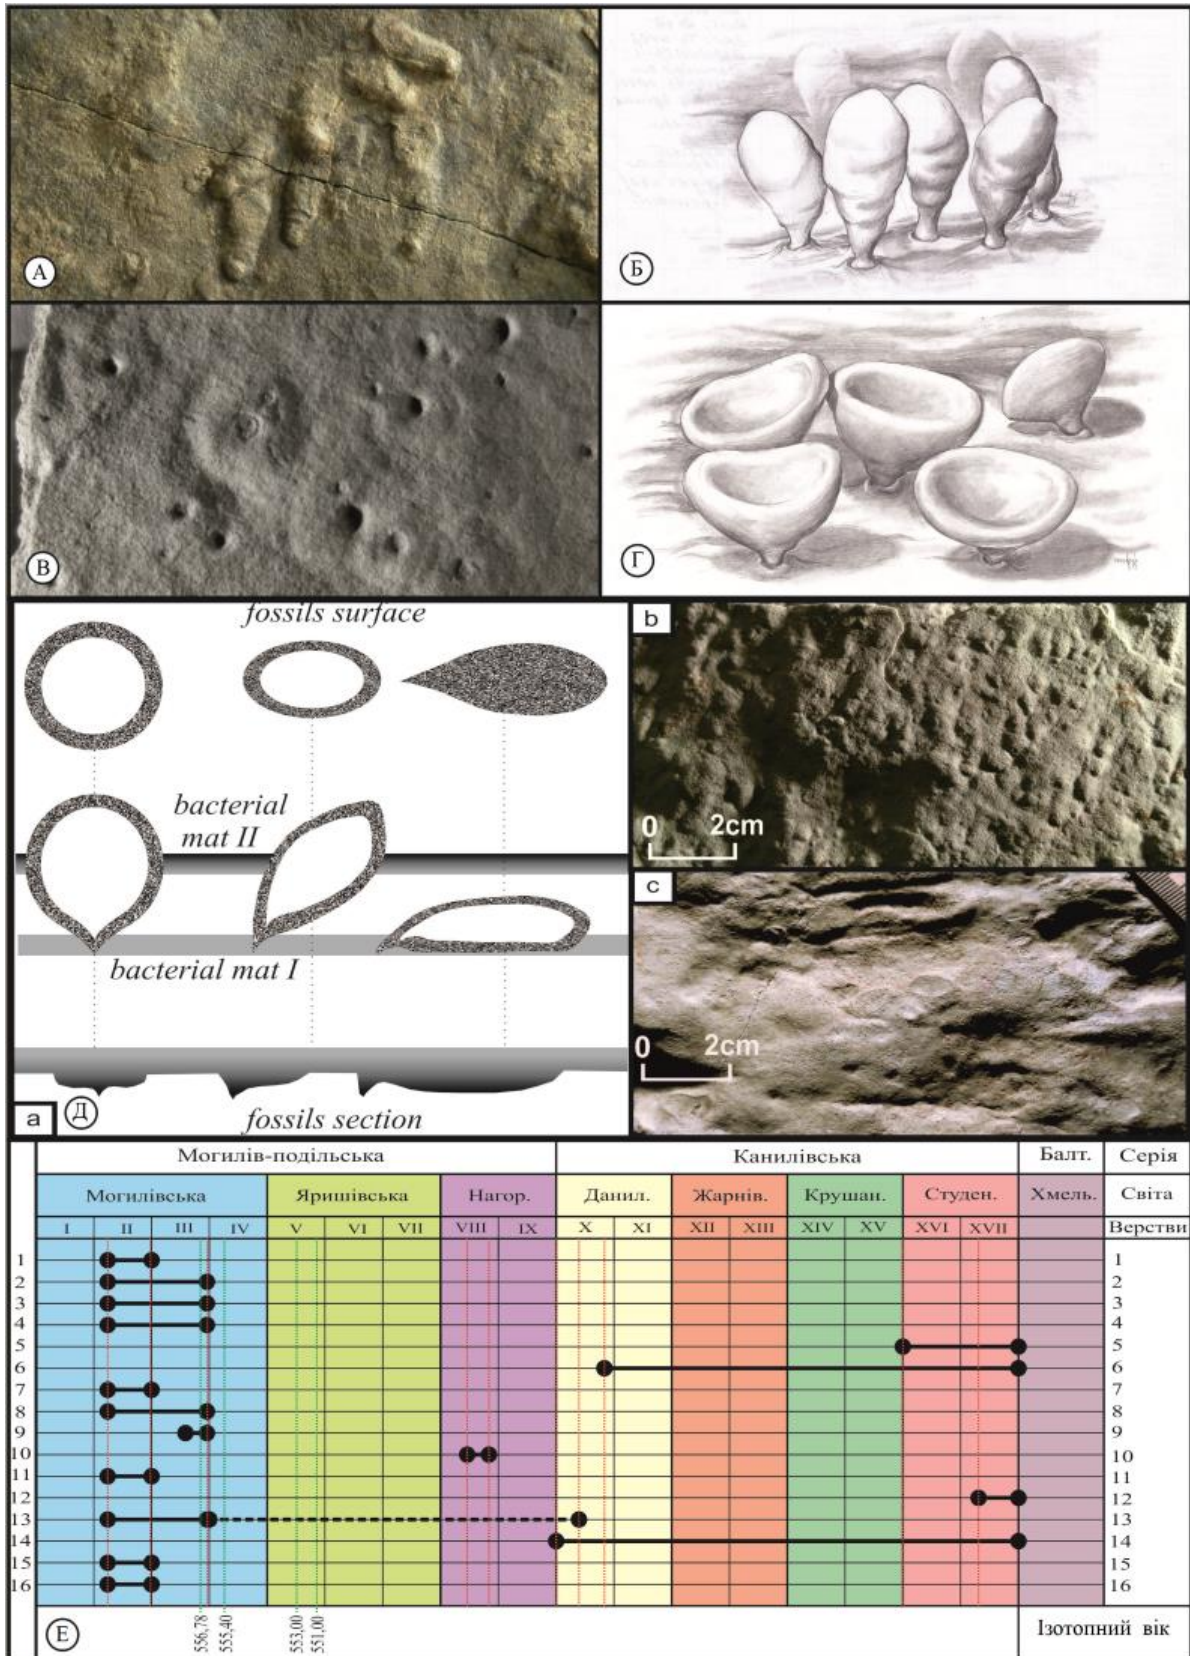 А
Б
В
Г
fossils surface
bacterial
mat II
bacterial mat I
fossils section
a
Д
b
0 2cm
c
0 2cm
Могилів-подільська Канилівська Балт. Серія
Могилівська Яришівська Нагор. Данил. Жарнів. Крушан. Студен. Хмель. Світа
I II III IV V VI VII VIII IX X XI XII XIII XIV XV XVI XVII Верстви
1 1
2 2
3 3
4 4
5 5
6 6
7 7
8 8
9 9
10 10
11 11
12 12
13 13
14 14
15 15
16 16
Е
556,78
555,40
553,00
551,00
Ізотопний вік